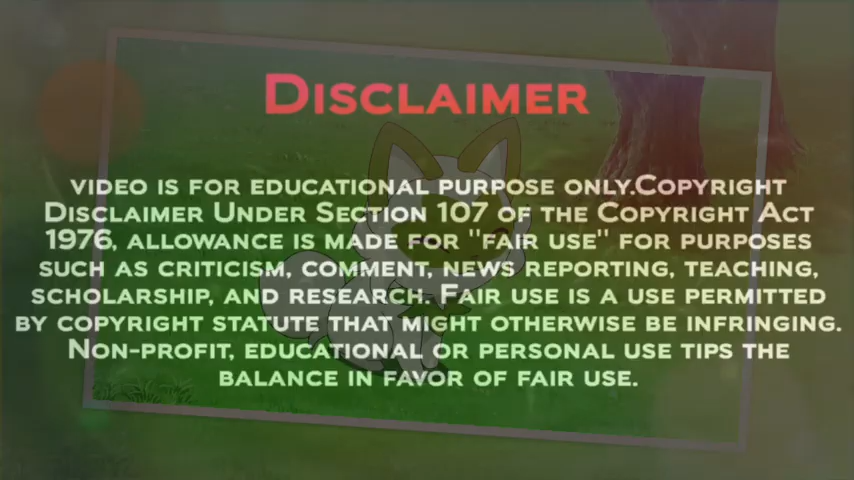 Disclaimer
video is for educational purpose only.Copyright
Disclaimer Under Section 107 of the Copyright Act
1976, allowance is made for "fair use" for purposes
such as criticism, comment, news reporting, teaching,
scholarship, and research. Fair use is a use permitted
by copyright statute that might otherwise be infringing.
Non-profit, educational or personal use tips the
balance in favor of fair use.